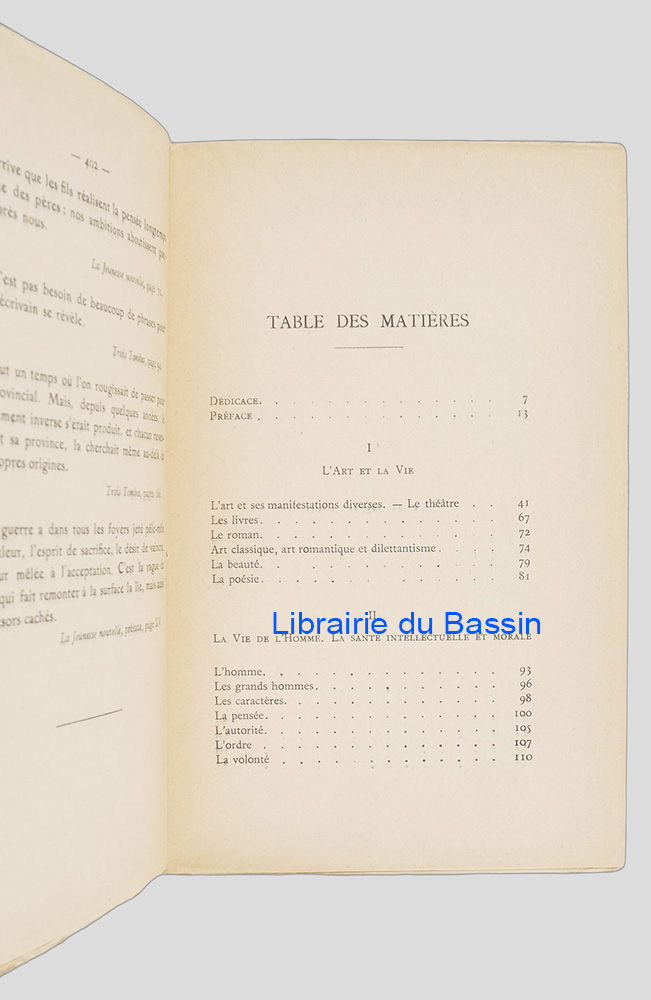 — 402 —
rrive que les fils réalisent la pensée longtemps
e des pères : nos ambitions aboutissent
près nous.
La Jeunesse nouvelle, page
'est pas besoin de beaucoup de phrases pour
écrivain se révèle.
Trois Tombes, page
ut un temps où l'on rougissait de passer pour
ovincial. Mais, depuis quelques années, le
ment inverse s'était produit, et chacun
t sa province, la cherchait même au-delà
opres origines.
Trois Tombes, pages
guerre a dans tous les foyers jeté pêle-mêle
leur, l'esprit de sacrifice, le désir de vaincre,
ur mêlée à l'acceptation. C'est la vague
qui fait remonter à la surface la lie, mais aussi
sors cachés.
La Jeunesse nouvelle, préface, page XV.
TABLE DES MATIÈRES
Dédicace. . . . . . . . . . . . . 7
Préface . . . . . . . . . . . . . 13
I
L'Art et la Vie
L'art et ses manifestations diverses. — Le théâtre . . 41
Les livres. . . . . . . . . . . . . 67
Le roman. . . . . . . . . . . . . 72
Art classique, art romantique et dilettantisme . . . . 74
La beauté. . . . . . . . . . . . . 79
La poésie. . . . . . . . . . . . . 81
II
Librairie du Bassin
La Vie de l'Homme. La santé intellectuelle et morale
L'homme. . . . . . . . . . . . . 93
Les grands hommes. . . . . . . . . . 96
Les caractères. . . . . . . . . . . . 98
La pensée. . . . . . . . . . . . . 100
L'autorité. . . . . . . . . . . . . 105
L'ordre . . . . . . . . . . . . . 107
La volonté . . . . . . . . . . . . 110